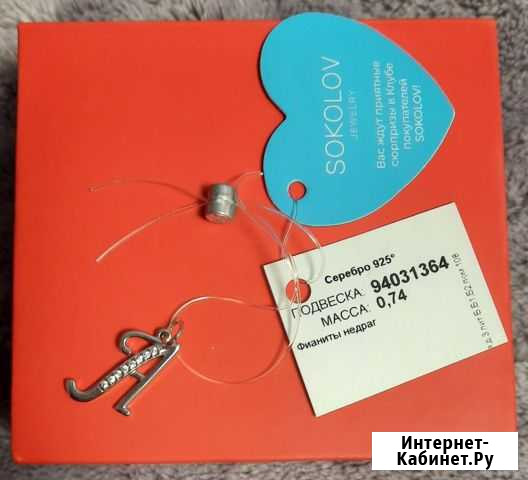 SOKOLOV
JEWELRY
Вас ждут приятные
сюрпризы в Клубе
покупателей
SOKOLOV!
Серебро 925°
ПОДВЕСКА: 94031364
МАССА: 0,74
Фианиты недраг
Интернет-
Кабинет.Ру